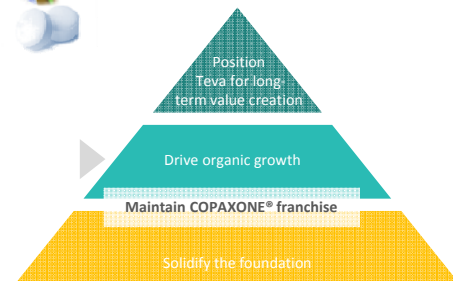 Position
Teva for long-
term value creation
Drive organic growth
Maintain COPAXONE® franchise
Solidify the foundation